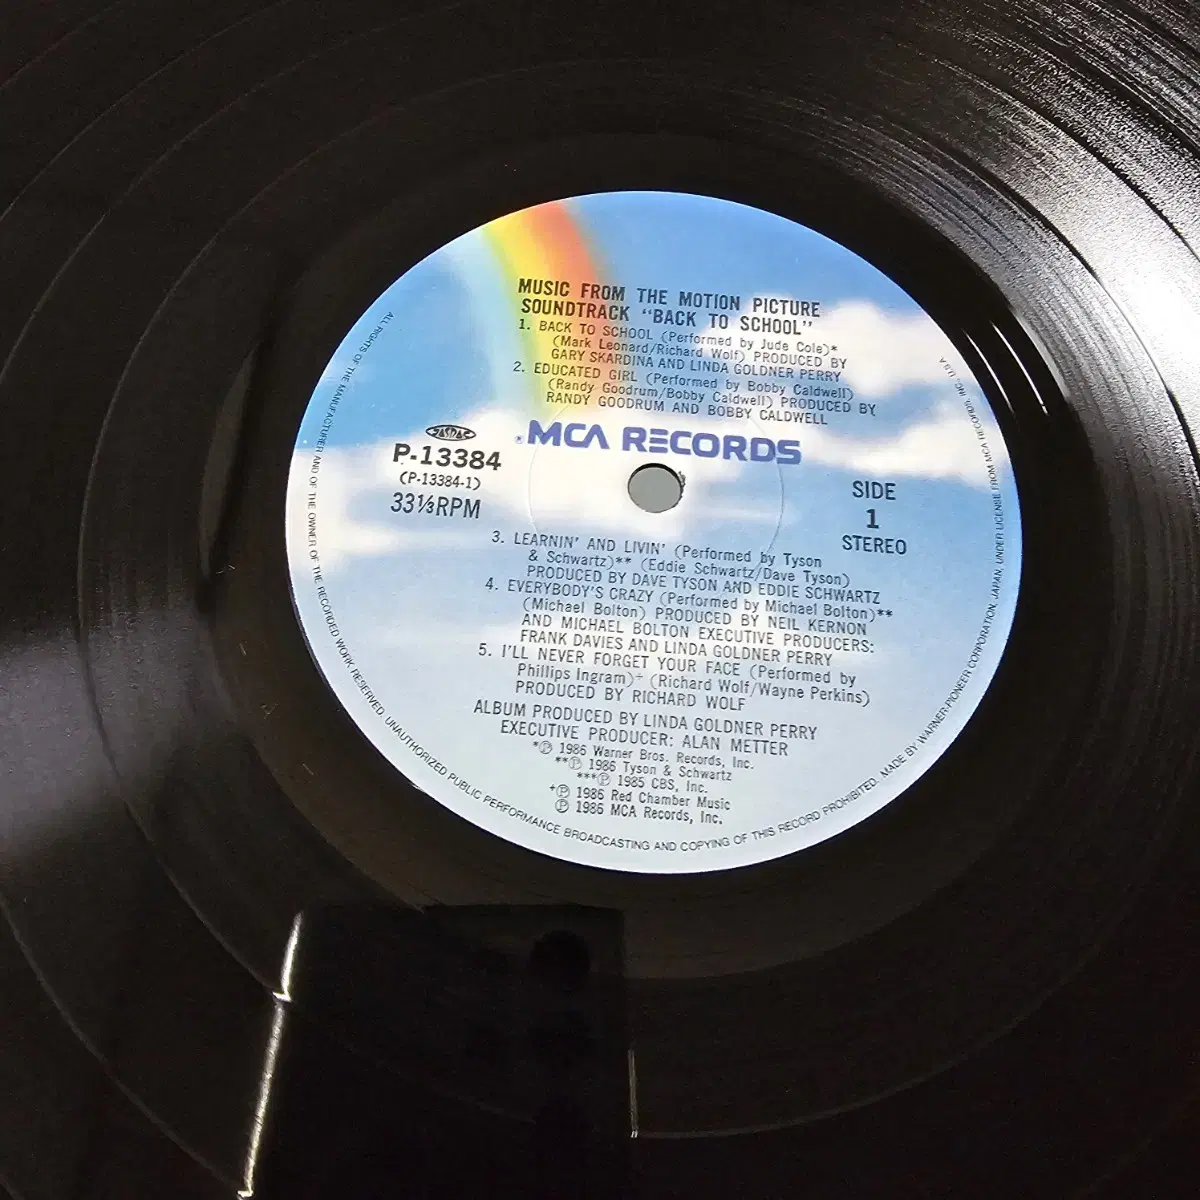 MUSIC FROM THE MOTION PICTURE
SOUNDTRACK "BACK TO SCHOOL"
1. BACK TO SCHOOL (Performed by Jude Cole)*
(Mark Leonard/Richard Wolf) PRODUCED BY
GARY SKARDINA AND LINDA GOLDNER PERRY
2. EDUCATED GIRL (Performed by Bobby Caldwell)
(Randy Goodrum/Bobby Caldwell) PRODUCED BY
RANDY GOODRUM AND BOBBY CALDWELL
MCA RECORDS
JASRAC
P-13384
(P-13384-1)
33⅓RPM
SIDE
1
STEREO
3. LEARNIN' AND LIVIN' (Performed by Tyson
& Schwartz)** (Eddie Schwartz/Dave Tyson)
PRODUCED BY DAVE TYSON AND EDDIE SCHWARTZ
4. EVERYBODY'S CRAZY (Performed by Michael Bolton)**
(Michael Bolton) PRODUCED BY NEIL KERNON
AND MICHAEL BOLTON EXECUTIVE PRODUCERS:
FRANK DAVIES AND LINDA GOLDNER PERRY
5. I'LL NEVER FORGET YOUR FACE (Performed by
Phillips Ingram)+ (Richard Wolf/Wayne Perkins)
PRODUCED BY RICHARD WOLF
ALBUM PRODUCED BY LINDA GOLDNER PERRY
EXECUTIVE PRODUCER: ALAN METTER
*℗ 1986 Warner Bros. Records, Inc.
**℗ 1986 Tyson & Schwartz
***℗ 1985 CBS, Inc.
+℗ 1986 Red Chamber Music
℗ 1986 MCA Records, Inc.
ALL RIGHTS OF THE MANUFACTURER AND OF THE OWNER OF THE RECORDED WORK RESERVED. UNAUTHORIZED PUBLIC PERFORMANCE BROADCASTING AND COPYING OF THIS RECORD PROHIBITED. MADE BY WARNER-PIONEER CORPORATION, JAPAN, UNDER LICENSE FROM MCA RECORDS, INC., U.S.A.